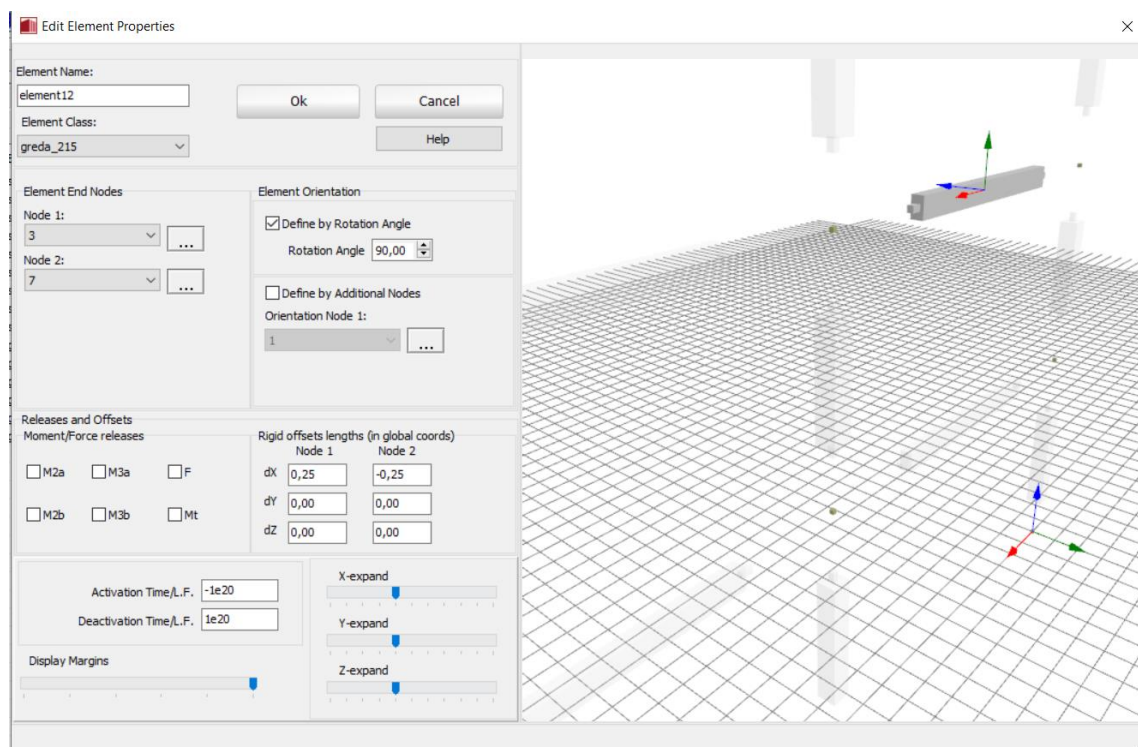 Edit Element Properties
Element Name:
element12
Ok
Cancel
Element Class:
greda_215
Help
Element End Nodes
Node 1:
3
...
Node 2:
7
...
Element Orientation
Define by Rotation Angle
Rotation Angle 90,00
Define by Additional Nodes
Orientation Node 1:
1
...
Releases and Offsets
Moment/Force releases
M2a M3a F
M2b M3b Mt
Rigid offsets lengths (in global coords)
Node 1 Node 2
dX 0,25 -0,25
dY 0,00 0,00
dZ 0,00 0,00
Activation Time/L.F. -1e20
Deactivation Time/L.F. 1e20
Display Margins
X-expand
Y-expand
Z-expand